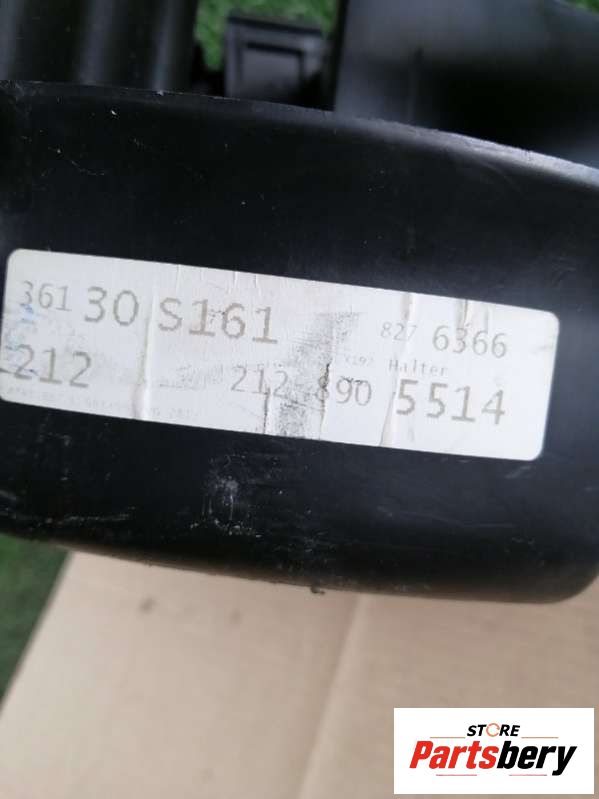 361 30 S161 827 6366
Halter
212 212 890 5514
STORE
Partsbery